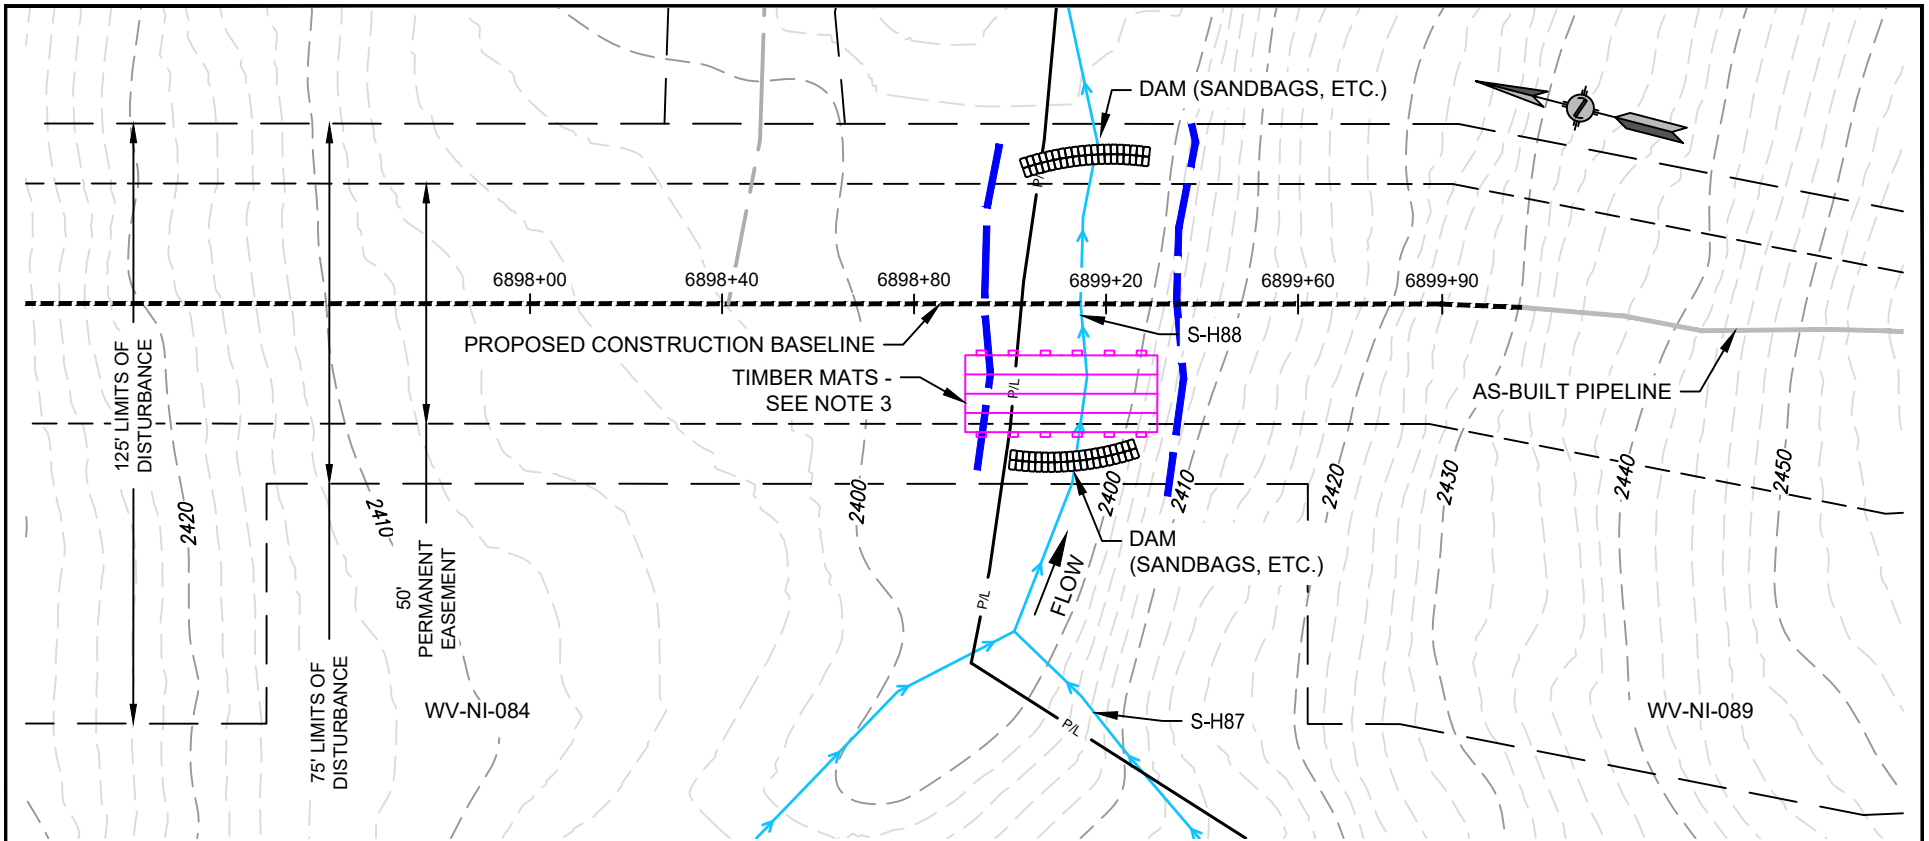 DAM (SANDBAGS, ETC.)
Z
P/L
6898+00
6898+40
6898+80
6899+20
6899+60
6899+90
S-H88
PROPOSED CONSTRUCTION BASELINE
TIMBER MATS -
SEE NOTE 3
P/L
AS-BUILT PIPELINE
125' LIMITS OF
DISTURBANCE
2420
2410
2400
2400
2410
2420
2430
2440
2450
50'
PERMANENT
EASEMENT
DAM
(SANDBAGS, ETC.)
FLOW
P/L
75' LIMITS OF
DISTURBANCE
WV-NI-084
P/L
S-H87
WV-NI-089